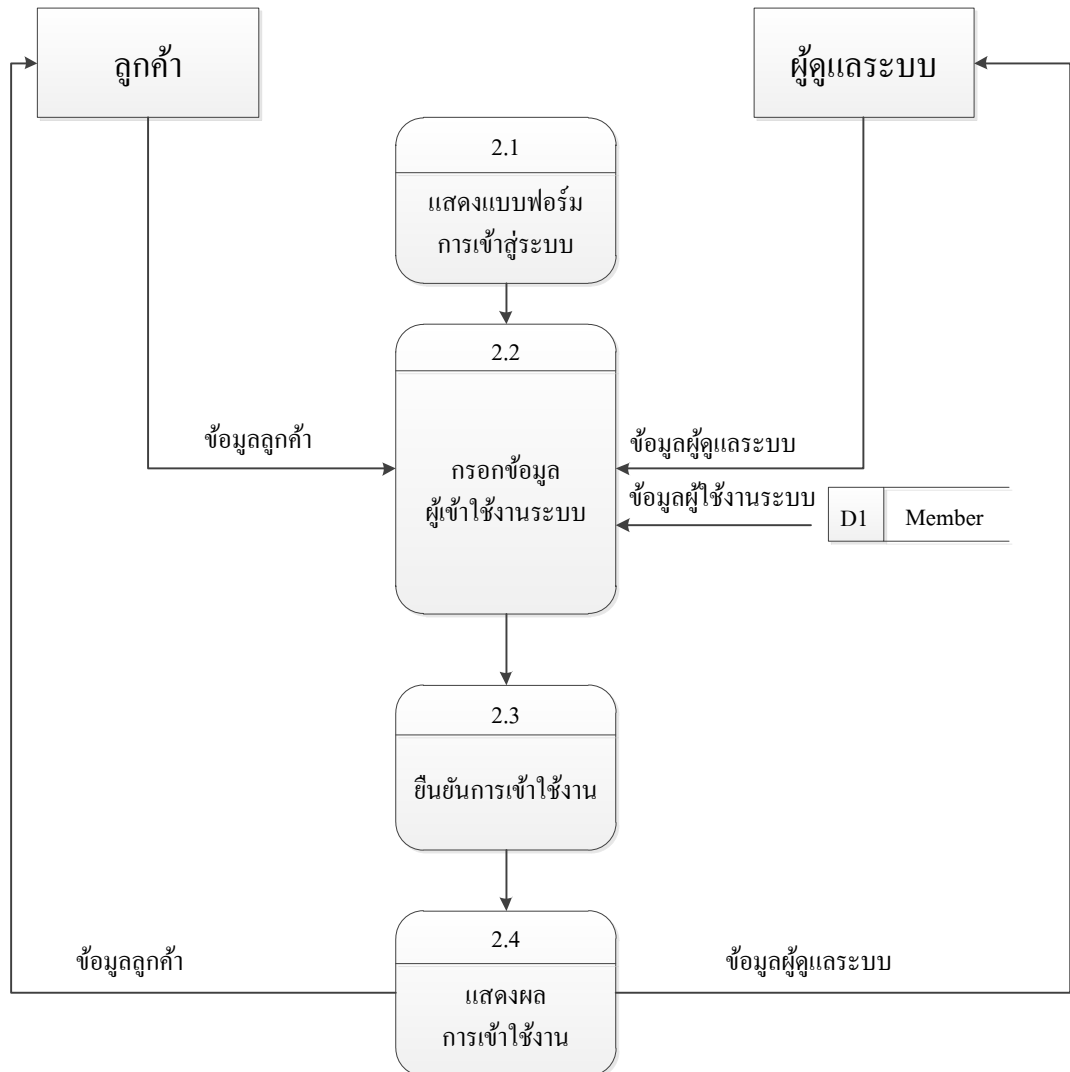 ลูกค้า
ผู้ดูแลระบบ
2.1
แสดงแบบฟอร์ม
การเข้าสู่ระบบ
2.2
ข้อมูลลูกค้า
ข้อมูลผู้ดูแลระบบ
กรอกข้อมูล
ผู้เข้าใช้งานระบบ
ข้อมูลผู้ใช้งานระบบ
D1 Member
2.3
ยืนยันการเข้าใช้งาน
2.4
ข้อมูลลูกค้า
ข้อมูลผู้ดูแลระบบ
แสดงผล
การเข้าใช้งาน